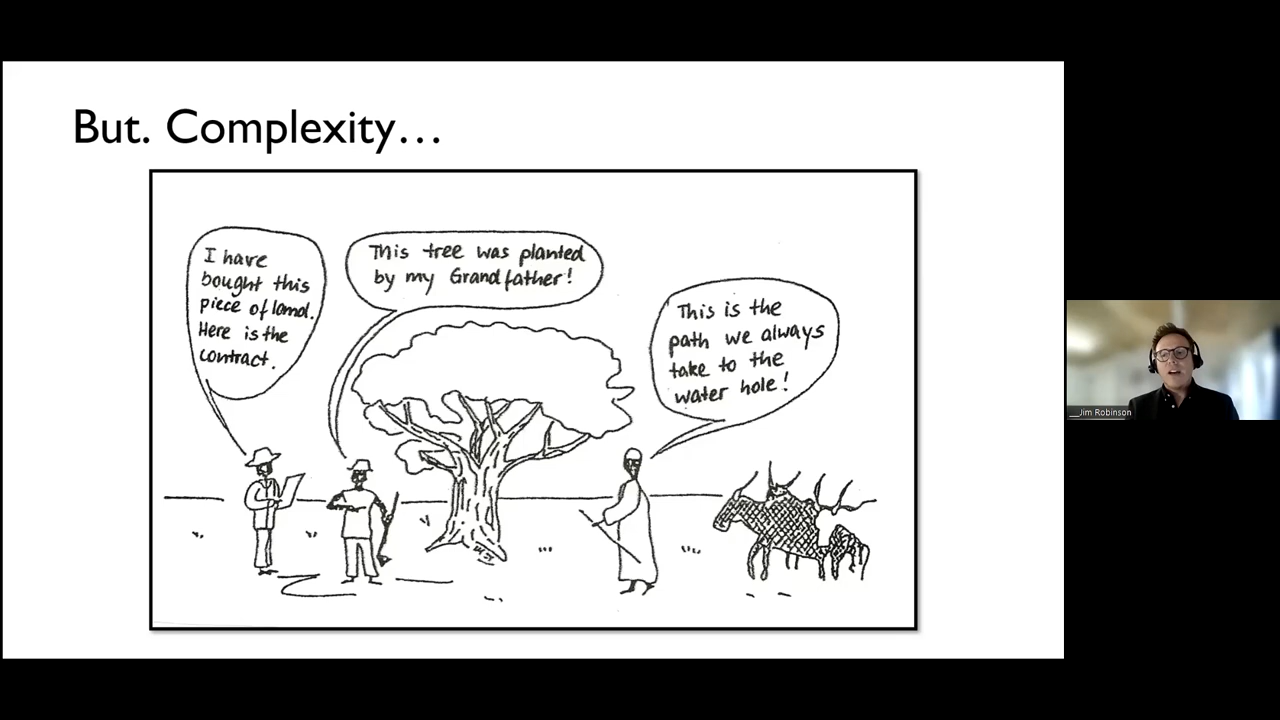 But. Complexity...
I have
bought this
piece of land.
Here is the
contract.
This tree was planted
by my Grandfather!
This is the
path we always
take to the
water hole!
__Jim Robinson